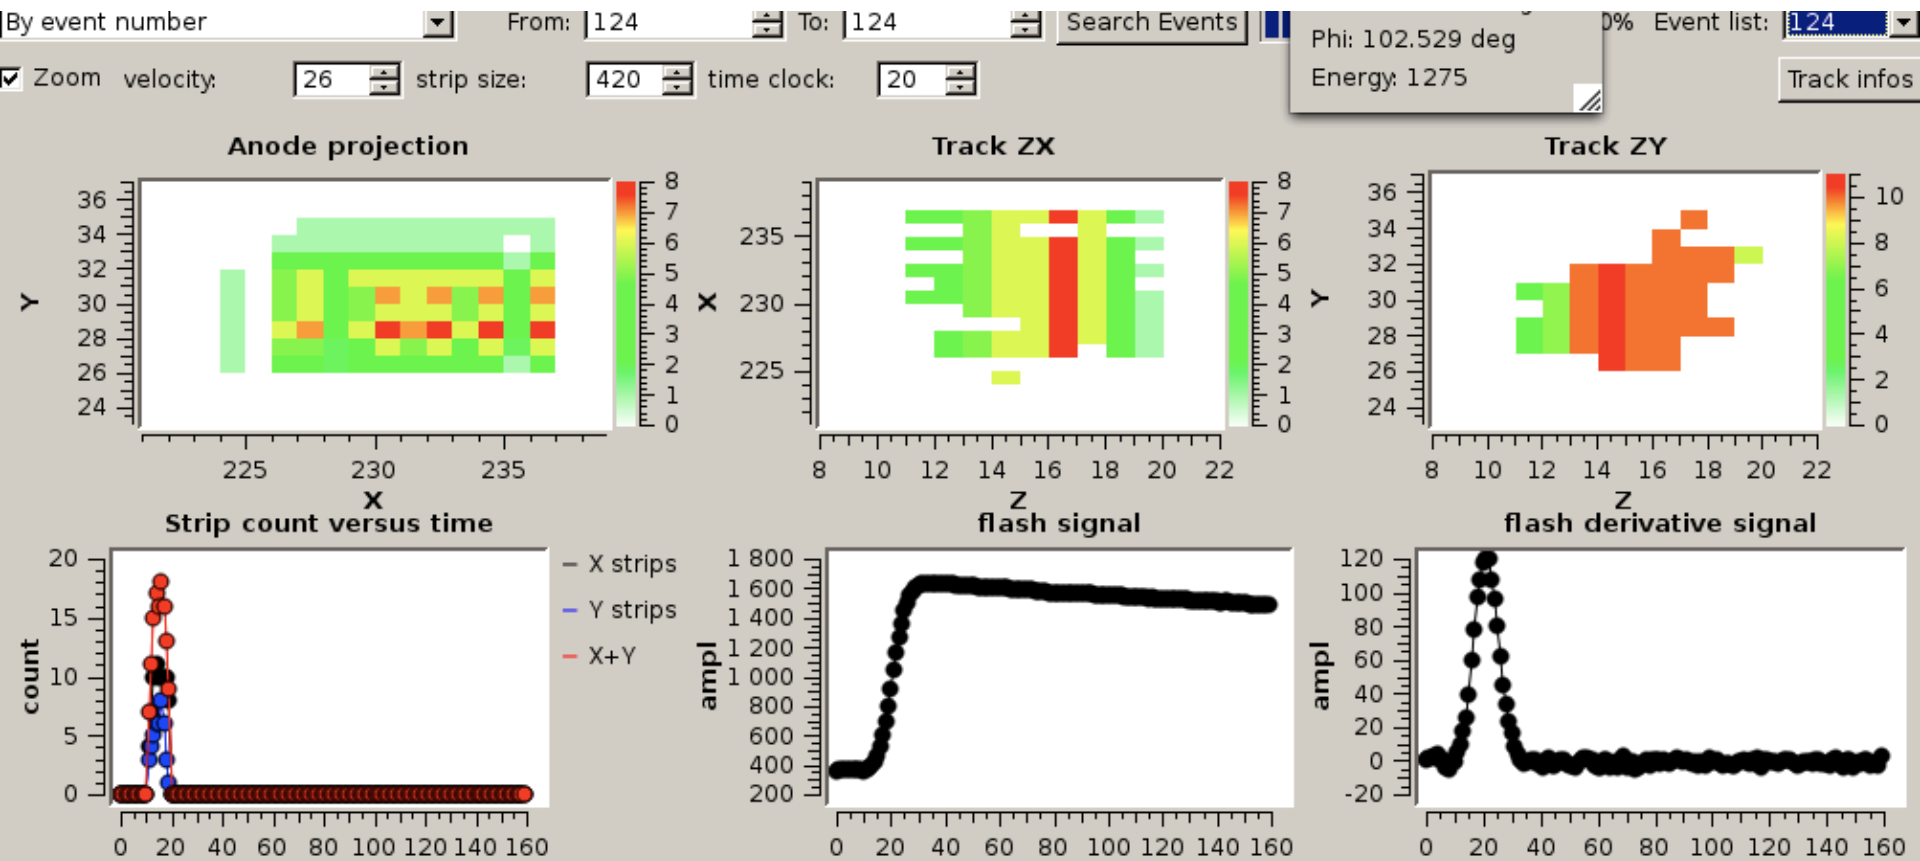 By event number From: 124 To: 124 Search Events 0% Event list: 124
Phi: 102.529 deg
Energy: 1275
Zoom velocity: 26 strip size: 420 time clock: 20 Track infos
Anode projection
Y
36
34
32
30
28
26
24
225 230 235
X
8
7
6
5
4
3
2
1
0
Track ZX
X
235
230
225
8 10 12 14 16 18 20 22
Z
8
7
6
5
4
3
2
1
0
Track ZY
Y
36
34
32
30
28
26
24
8 10 12 14 16 18 20 22
Z
10
8
6
4
2
0
Strip count versus time
count
20
15
10
5
0
0 20 40 60 80 100 120 140 160
X strips
Y strips
X+Y
flash signal
ampl
1 800
1 600
1 400
1 200
1 000
800
600
400
200
0 20 40 60 80 100 120 140 160
flash derivative signal
ampl
120
100
80
60
40
20
0
-20
0 20 40 60 80 100 120 140 160